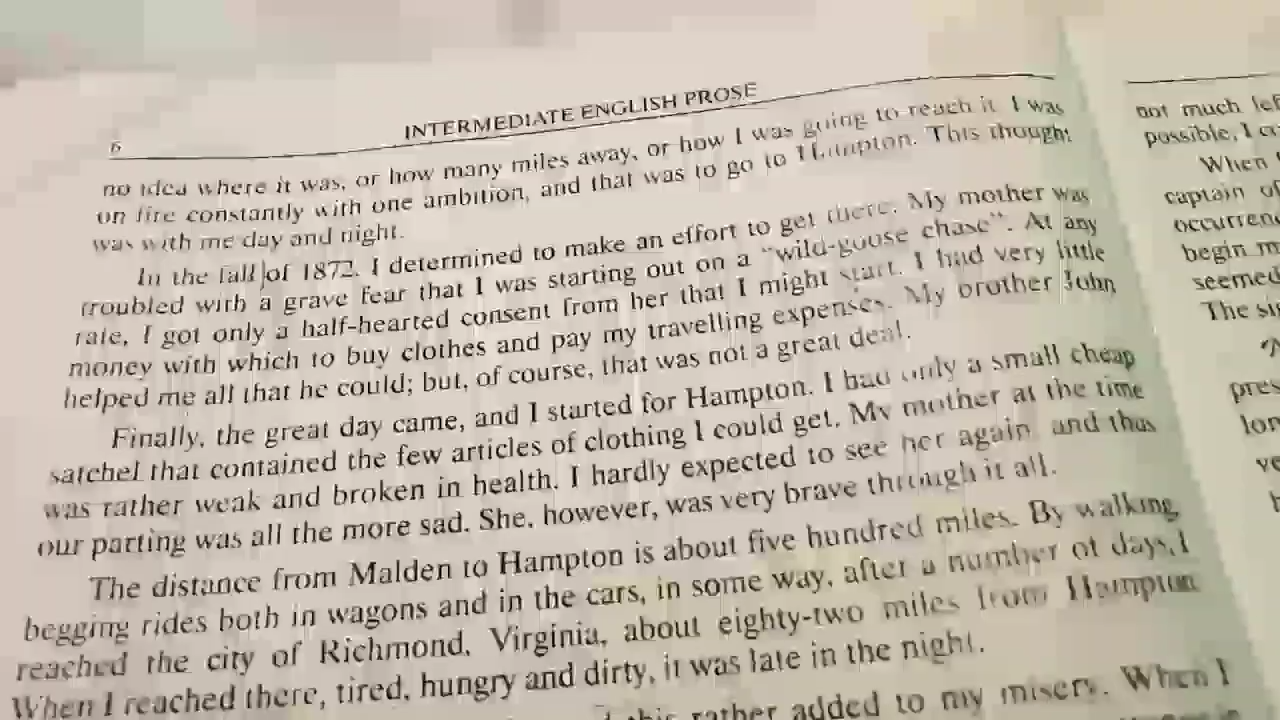 INTERMEDIATE ENGLISH PROSE
6
no idea where it was, or how many miles away, or how I was going to reach it. I was
on fire constantly with one ambition, and that was to go to Hampton. This thought
was with me day and night.
In the fall of 1872. I determined to make an effort to get there. My mother was
troubled with a grave fear that I was starting out on a "wild-goose chase". At any
rate, I got only a half-hearted consent from her that I might start. I had very little
money with which to buy clothes and pay my travelling expenses. My brother John
helped me all that he could; but, of course, that was not a great deal.
Finally, the great day came, and I started for Hampton. I had only a small cheap
satchel that contained the few articles of clothing I could get. My mother at the time
was rather weak and broken in health. I hardly expected to see her again, and thus
our parting was all the more sad. She, however, was very brave through it all.
The distance from Malden to Hampton is about five hundred miles. By walking,
begging rides both in wagons and in the cars, in some way, after a number of days, I
reached the city of Richmond, Virginia, about eighty-two miles from Hampton
When I reached there, tired, hungry and dirty, it was late in the night.
this rather added to my misery. When I
not much
possible, I
When
captain of
begin
The